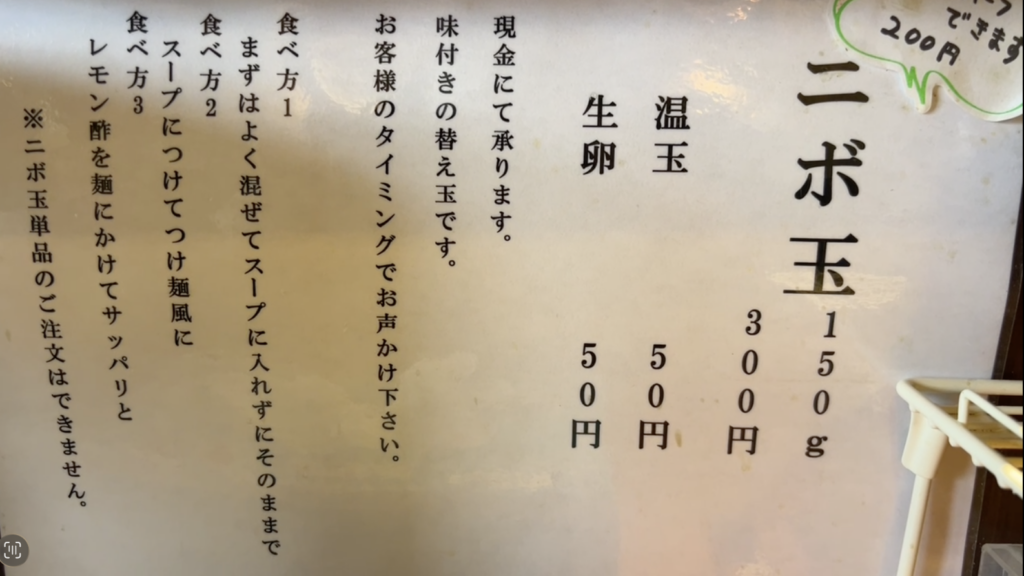 できます
200円
ニボ玉 150g
300円
温玉 50円
生卵 50円
現金にて承ります。
味付きの替え玉です。
お客様のタイミングでお声かけ下さい。
食べ方1
まずはよく混ぜてスープに入れずにそのままで
食べ方2
スープにつけてつけ麺風に
食べ方3
レモン酢を麺にかけてサッパリと
※ニボ玉単品のご注文はできません。